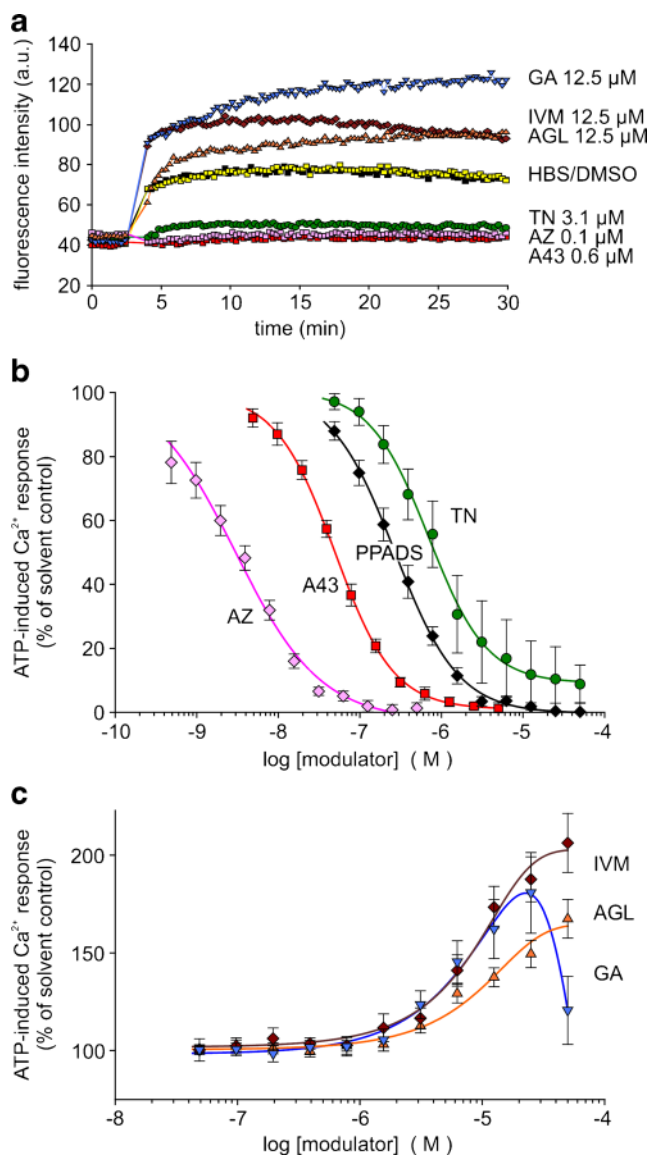 a
fluorescence intensity (a.u.)
140
120
100
80
60
40
20
0 5 10 15 20 25 30
time (min)
GA 12.5 µM
IVM 12.5 µM
AGL 12.5 µM
HBS/DMSO
TN 3.1 µM
AZ 0.1 µM
A43 0.6 µM
b
ATP-induced Ca²⁺ response
(% of solvent control)
100
80
60
40
20
0
-10 -9 -8 -7 -6 -5 -4
log [modulator] ( M )
AZ
A43
PPADS
TN
c
ATP-induced Ca²⁺ response
(% of solvent control)
200
150
100
-8 -7 -6 -5 -4
log [modulator] ( M )
IVM
AGL
GA